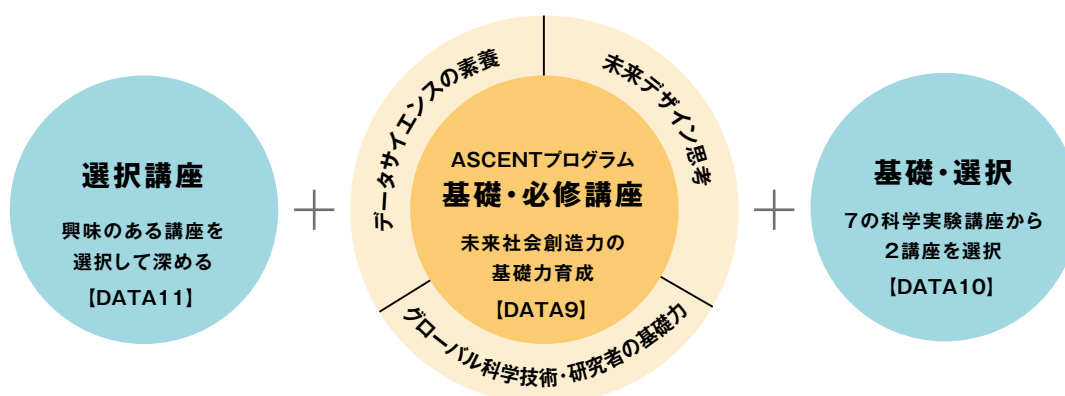 選択講座
興味のある講座を
選択して深める
【DATA11】
＋
データサイエンスの素養
未来デザイン思考
グローバル科学技術・研究者の基礎力
ASCENTプログラム
基礎・必修講座
未来社会創造力の
基礎力育成
【DATA9】
＋
基礎・選択
7の科学実験講座から
2講座を選択
【DATA10】